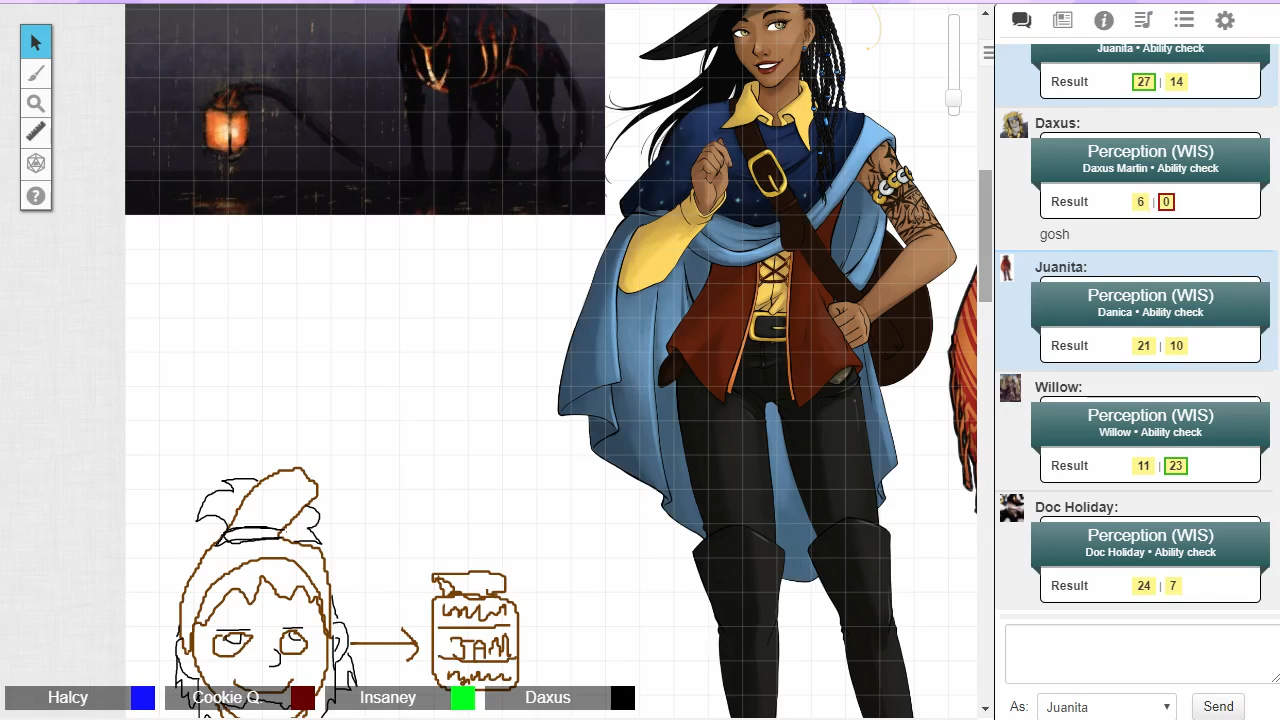 Juanita • Ability check
Result 27 | 14
Daxus:
Perception (WIS)
Daxus Martin • Ability check
Result 6 | 0
gosh
Juanita:
Perception (WIS)
Danica • Ability check
Result 21 | 10
Willow:
Perception (WIS)
Willow • Ability check
Result 11 | 23
Doc Holiday:
Perception (WIS)
Doc Holiday • Ability check
Result 24 | 7
JAM
Halcy Cookie Q. Insaney Daxus
As: Juanita Send